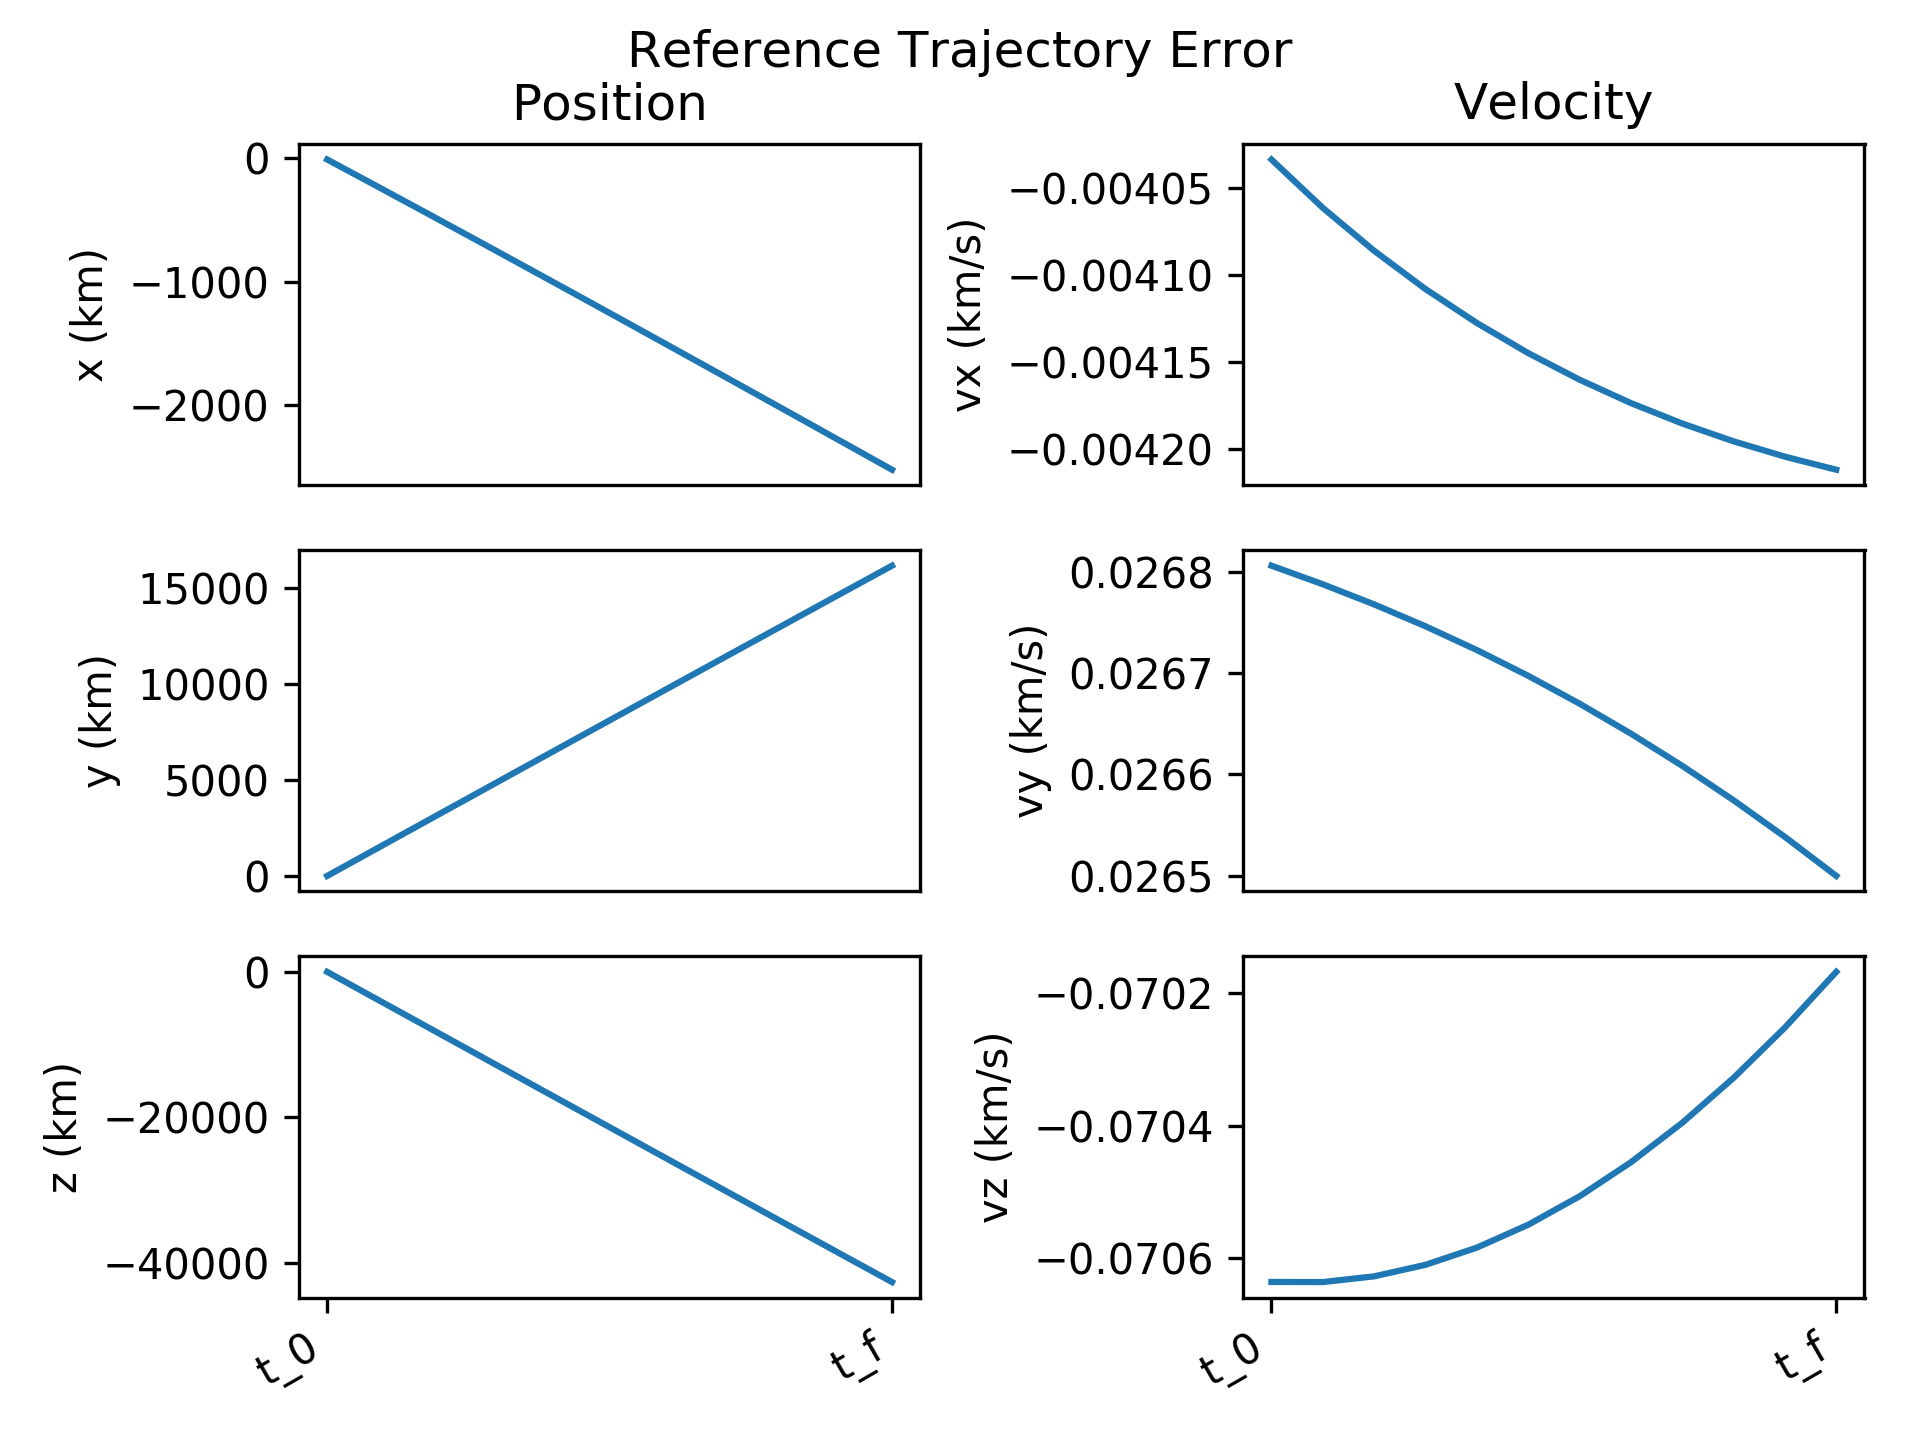 Reference Trajectory Error
Position
Velocity
x (km)
0
−1000
−2000
vx (km/s)
−0.00405
−0.00410
−0.00415
−0.00420
y (km)
15000
10000
5000
0
vy (km/s)
0.0268
0.0267
0.0266
0.0265
z (km)
0
−20000
−40000
vz (km/s)
−0.0702
−0.0704
−0.0706
t_0
t_f
t_0
t_f